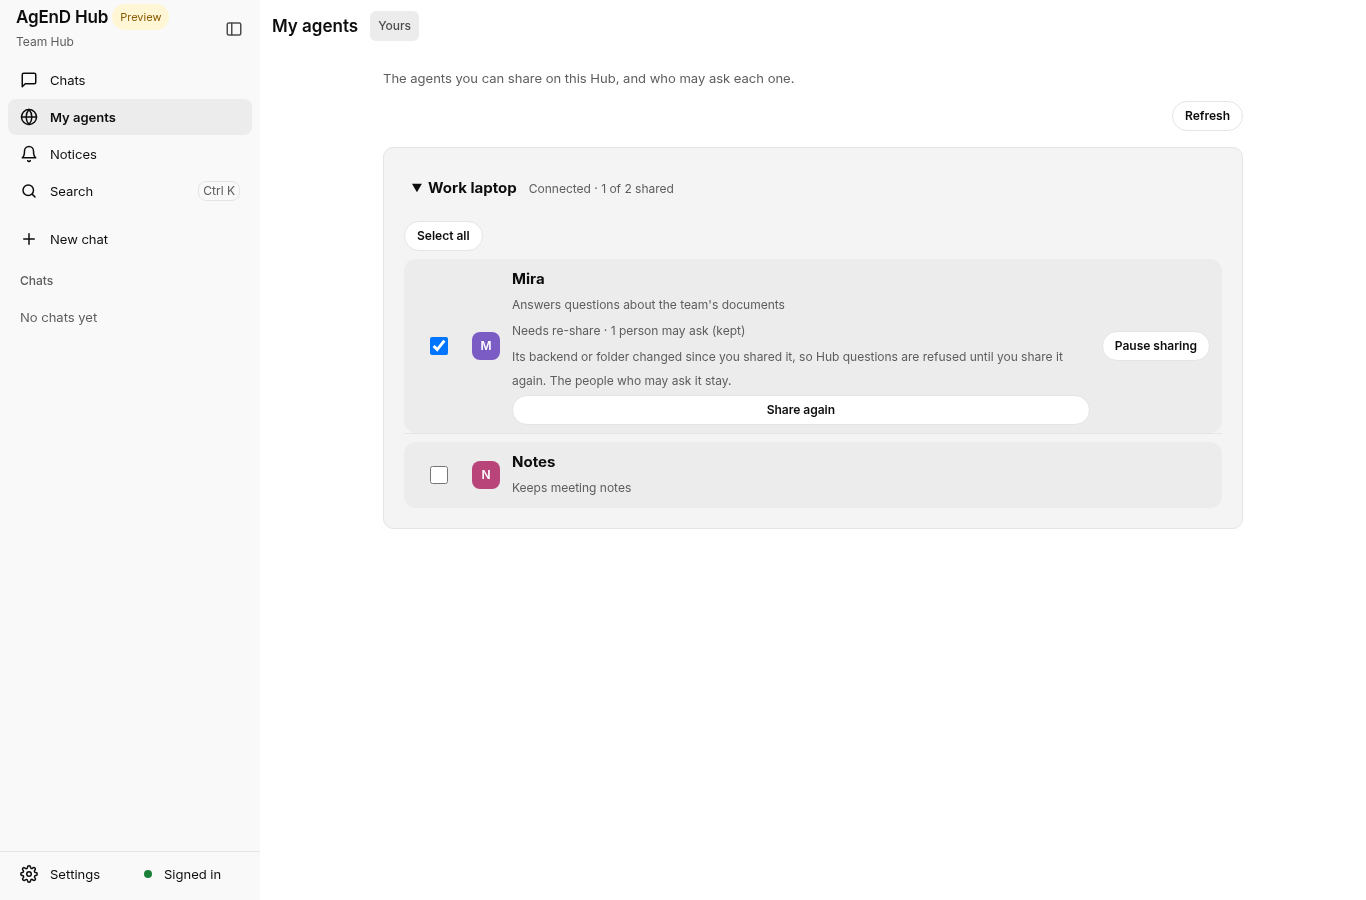 AgEnD Hub Preview
Team Hub
Chats
My agents
Notices
Search Ctrl K
New chat
Chats
No chats yet
Settings
Signed in
My agents Yours
The agents you can share on this Hub, and who may ask each one.
Refresh
Work laptop Connected · 1 of 2 shared
Select all
M
Mira
Answers questions about the team's documents
Needs re-share · 1 person may ask (kept)
Its backend or folder changed since you shared it, so Hub questions are refused until you share it
again. The people who may ask it stay.
Share again
Pause sharing
N
Notes
Keeps meeting notes